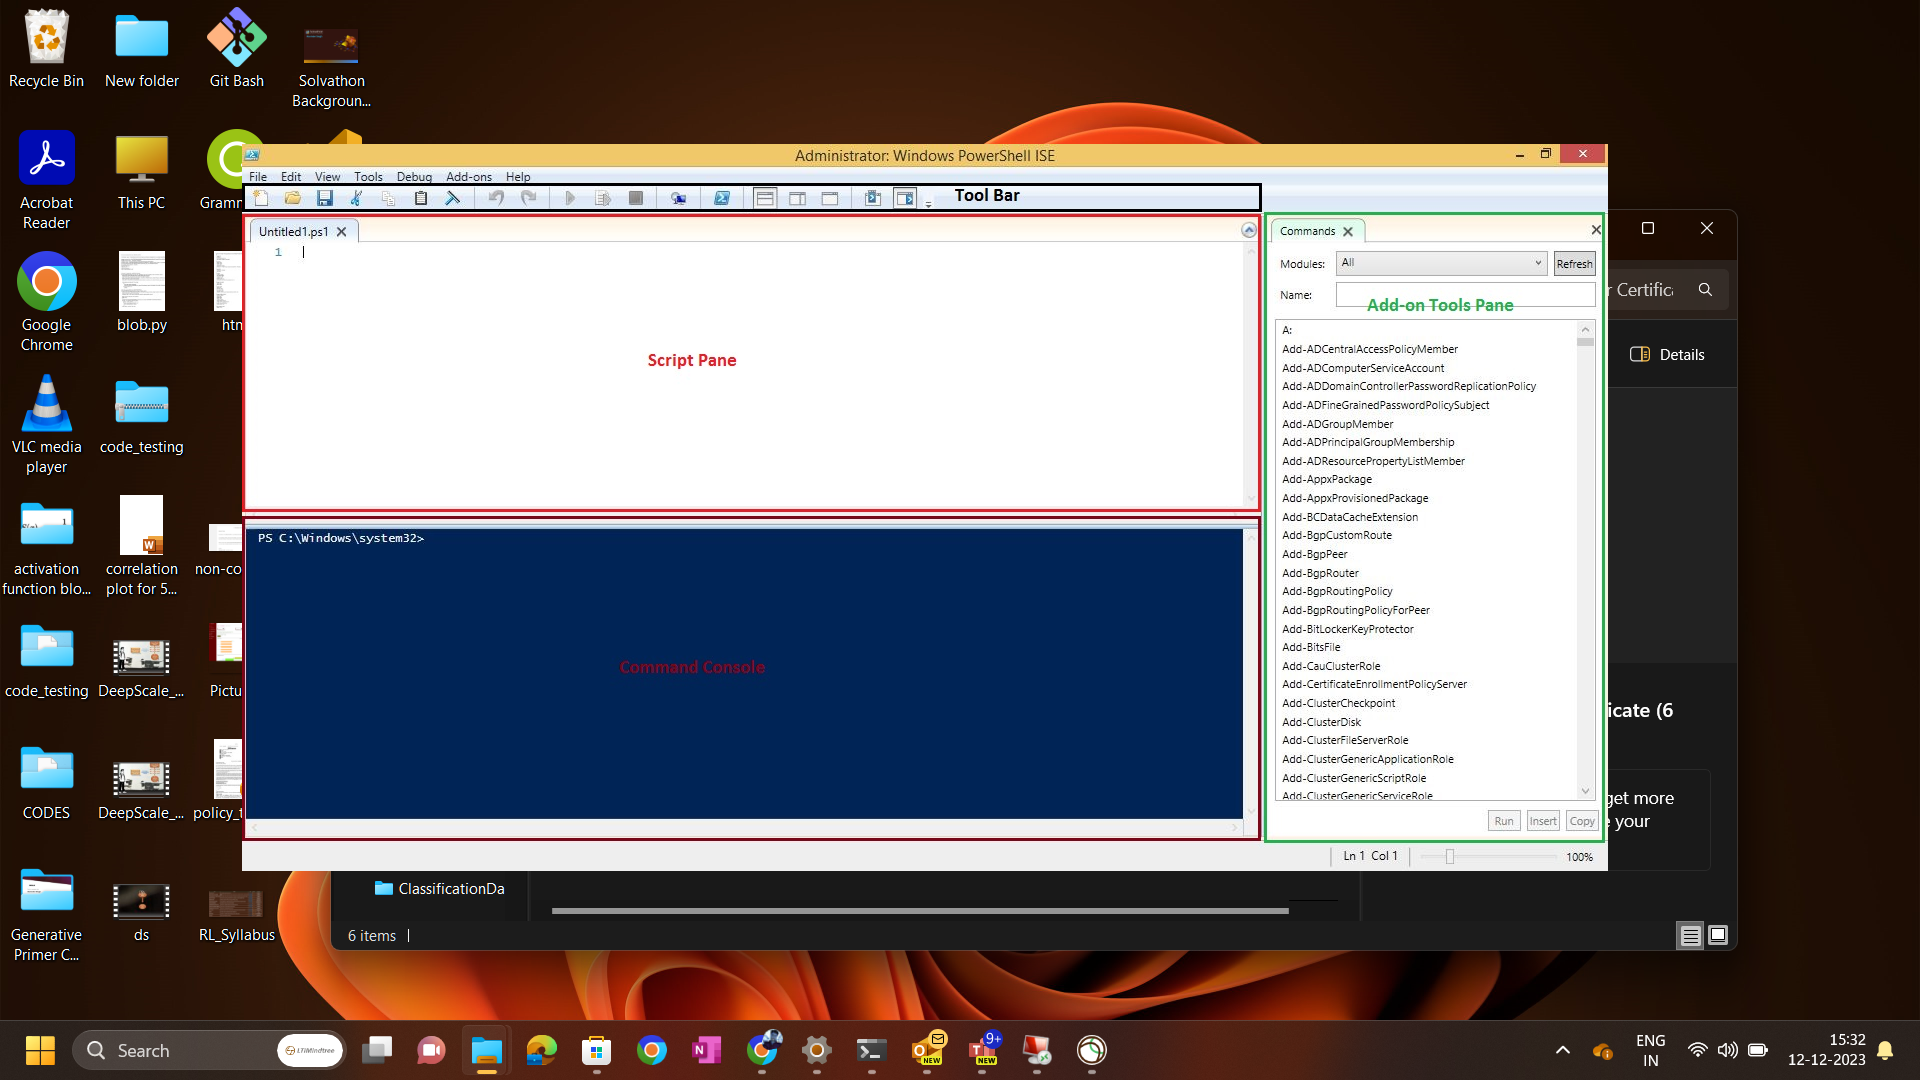 Recycle Bin
New folder
Git Bash
Solvathon
Backgroun...
Acrobat
Reader
This PC
Gramm
Google
Chrome
blob.py
htn
VLC media
player
code_testing
activation
function blo...
correlation
plot for 5...
non-co
code_testing
DeepScale_...
Pictu
CODES
DeepScale_...
policy_t
Generative
Primer C...
ds
RL_Syllabus
Administrator: Windows PowerShell ISE
File Edit View Tools Debug Add-ons Help
Tool Bar
Untitled1.ps1
1
Script Pane
PS C:\Windows\system32>
Command Console
Commands
Modules: All Refresh
Name:
Add-on Tools Pane
A:
Add-ADCentralAccessPolicyMember
Add-ADComputerServiceAccount
Add-ADDomainControllerPasswordReplicationPolicy
Add-ADFineGrainedPasswordPolicySubject
Add-ADGroupMember
Add-ADPrincipalGroupMembership
Add-ADResourcePropertyListMember
Add-AppxPackage
Add-AppxProvisionedPackage
Add-BCDataCacheExtension
Add-BgpCustomRoute
Add-BgpPeer
Add-BgpRouter
Add-BgpRoutingPolicy
Add-BgpRoutingPolicyForPeer
Add-BitLockerKeyProtector
Add-BitsFile
Add-CauClusterRole
Add-CertificateEnrollmentPolicyServer
Add-ClusterCheckpoint
Add-ClusterDisk
Add-ClusterFileServerRole
Add-ClusterGenericApplicationRole
Add-ClusterGenericScriptRole
Add-ClusterGenericServiceRole
Run Insert Copy
Ln 1 Col 1
100%
r Certifica
Details
icate (6
get more
e your
ClassificationDa
6 items
Search
LTIMindtree
NEW
9+
NEW
ENG
IN
15:32
12-12-2023